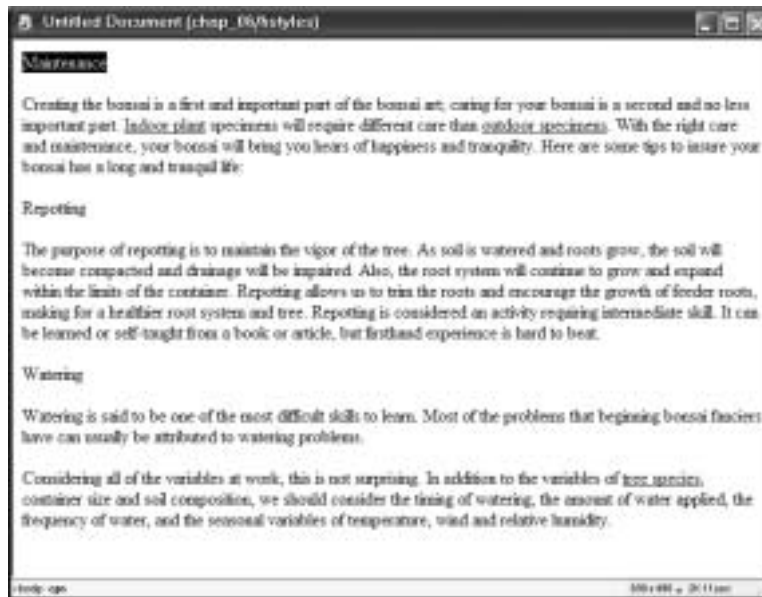 Untitled Document (chap_06/hstyles)
Maintenance
Creating the bonsai is a first and important part of the bonsai art; caring for your bonsai is a second and no less
important part. Indoor plant specimens will require different care than outdoor specimens. With the right care
and maintenance, your bonsai will bring you hears of happiness and tranquility. Here are some tips to insure your
bonsai has a long and tranquil life:
Repotting
The purpose of repotting is to maintain the vigor of the tree. As soil is watered and roots grow, the soil will
become compacted and drainage will be impaired. Also, the root system will continue to grow and expand
within the limits of the container. Repotting allows us to trim the roots and encourage the growth of feeder roots,
making for a healthier root system and tree. Repotting is considered an activity requiring intermediate skill. It can
be learned or self-taught from a book or article, but firsthand experience is hard to beat.
Watering
Watering is said to be one of the most difficult skills to learn. Most of the problems that beginning bonsai fanciers
have can usually be attributed to watering problems.
Considering all of the variables at work, this is not surprising. In addition to the variables of tree species,
container size and soil composition, we should consider the timing of watering, the amount of water applied, the
frequency of water, and the seasonal variables of temperature, wind and relative humidity.